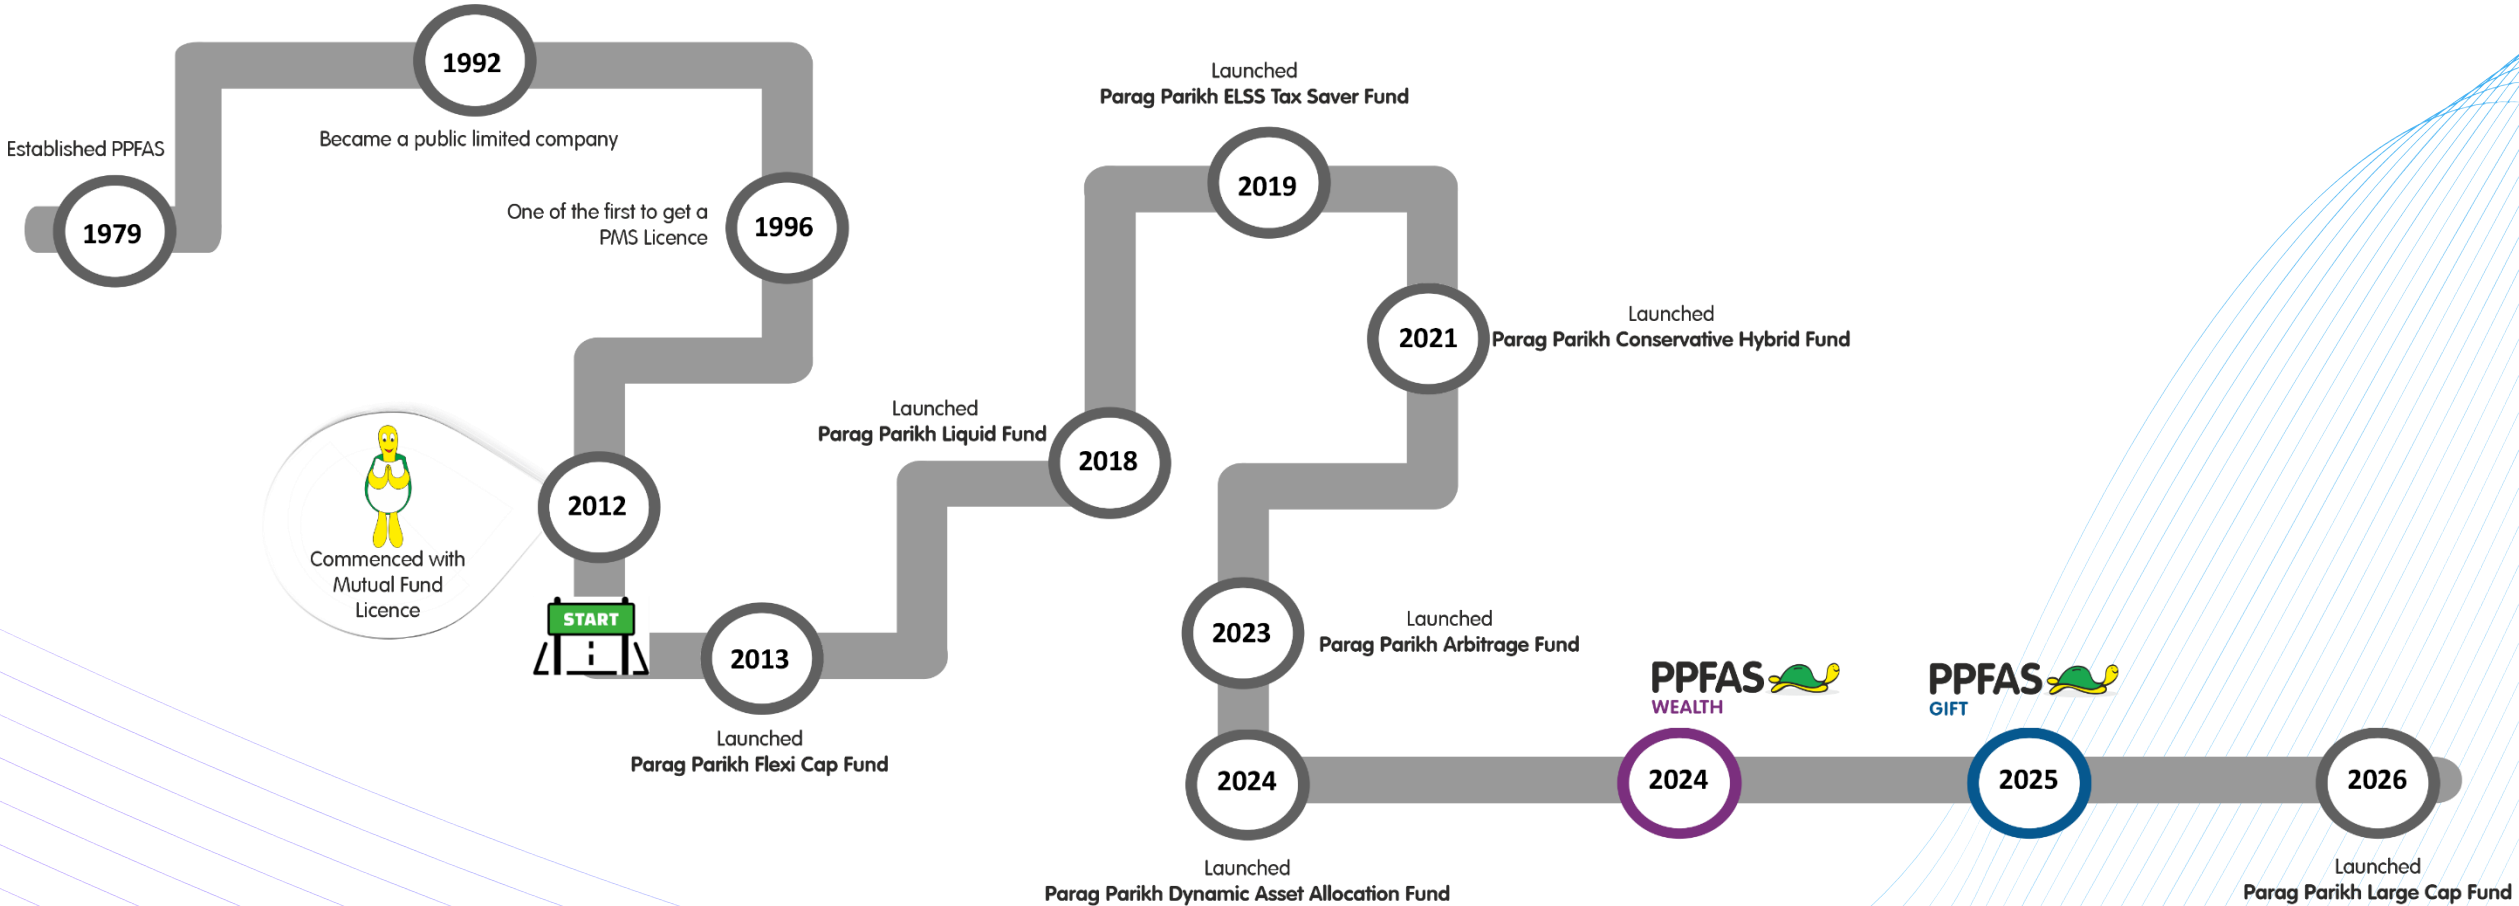 Established PPFAS
1979
1992
Became a public limited company
One of the first to get a
PMS Licence
1996
2012
Commenced with
Mutual Fund
Licence
START
2013
Launched
Parag Parikh Flexi Cap Fund
Launched
Parag Parikh Liquid Fund
2018
Launched
Parag Parikh ELSS Tax Saver Fund
2019
2021
Launched
Parag Parikh Conservative Hybrid Fund
2023
Launched
Parag Parikh Arbitrage Fund
2024
Launched
Parag Parikh Dynamic Asset Allocation Fund
PPFAS
WEALTH
2024
PPFAS
GIFT
2025
2026
Launched
Parag Parikh Large Cap Fund